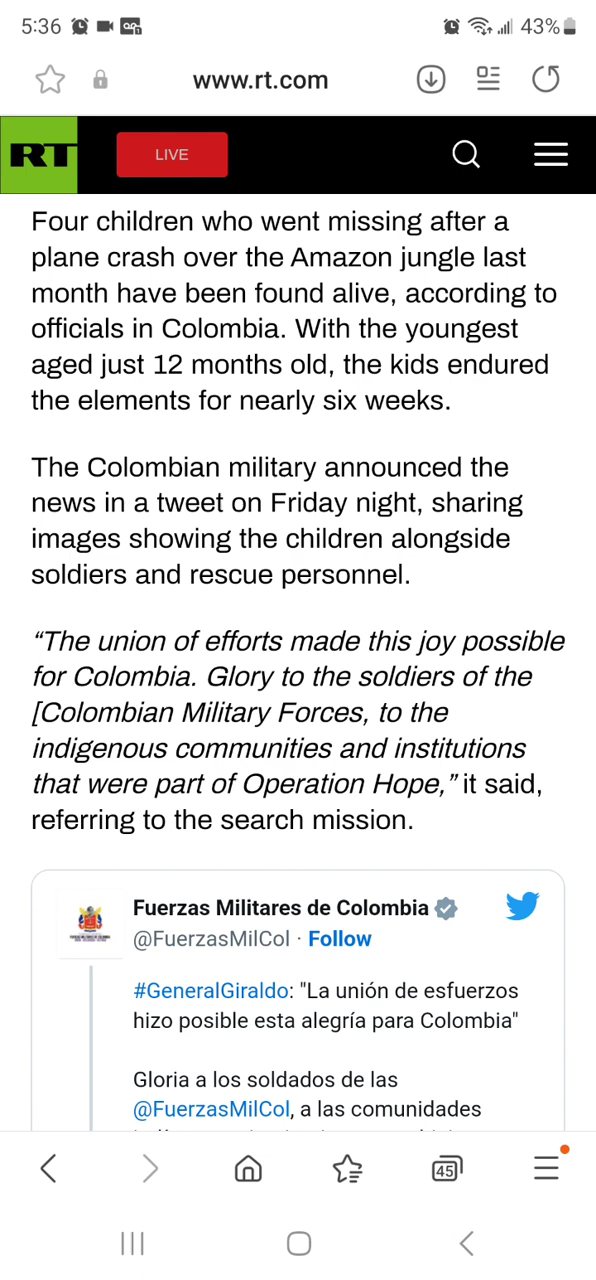 5:36
43%
www.rt.com
RT
LIVE
Four children who went missing after a
plane crash over the Amazon jungle last
month have been found alive, according to
officials in Colombia. With the youngest
aged just 12 months old, the kids endured
the elements for nearly six weeks.
The Colombian military announced the
news in a tweet on Friday night, sharing
images showing the children alongside
soldiers and rescue personnel.
“The union of efforts made this joy possible
for Colombia. Glory to the soldiers of the
[Colombian Military Forces, to the
indigenous communities and institutions
that were part of Operation Hope,” it said,
referring to the search mission.
Fuerzas Militares de Colombia
@FuerzasMilCol · Follow
#GeneralGiraldo: "La unión de esfuerzos
hizo posible esta alegría para Colombia"
Gloria a los soldados de las
@FuerzasMilCol, a las comunidades
45